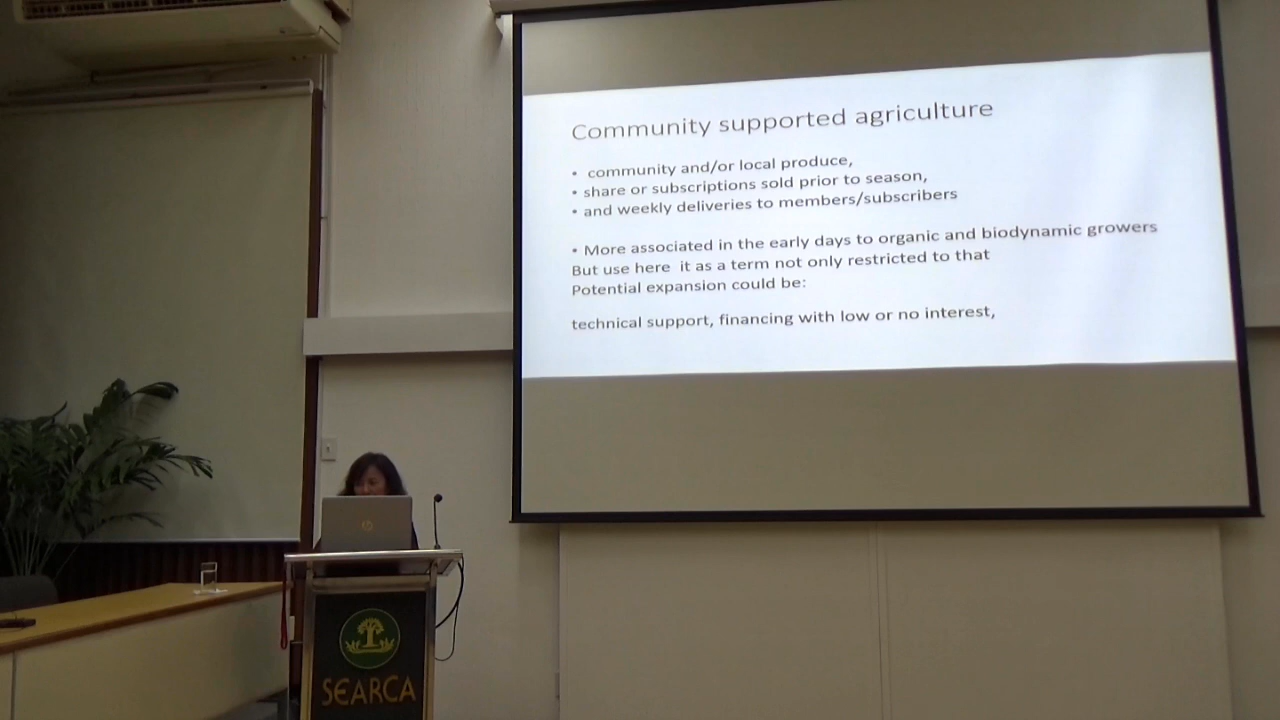 Community supported agriculture
• community and/or local produce,
• share or subscriptions sold prior to season,
• and weekly deliveries to members/subscribers
• More associated in the early days to organic and biodynamic growers
But use here it as a term not only restricted to that
Potential expansion could be:
technical support, financing with low or no interest,
hp
SEARCA